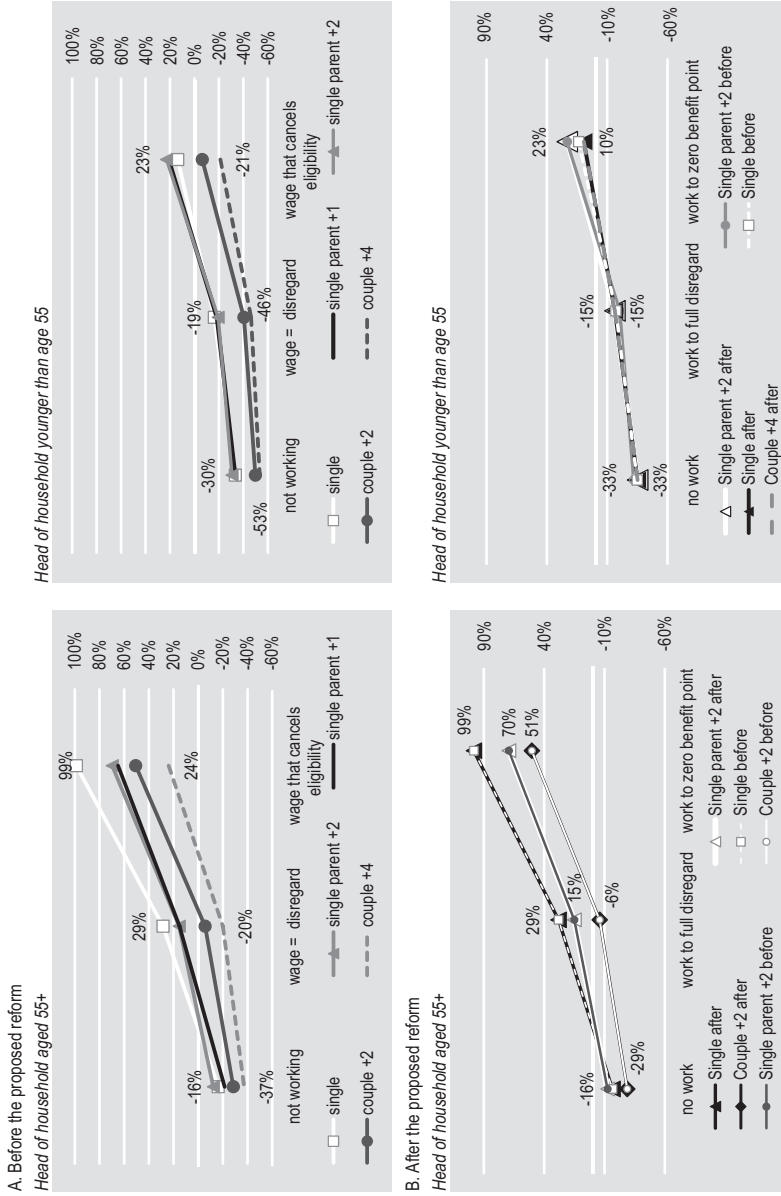 A. Before the proposed reform
Head of household aged 55+
100%
80%
60%
40%
20%
0%
-20%
-40%
-60%
99%
29%
24%
-16%
-20%
-37%
not working
wage = disregard
wage that cancels
eligibility
single
single parent +2
single parent +1
couple +2
couple +4
Head of household younger than age 55
100%
80%
60%
40%
20%
0%
-20%
-40%
-60%
23%
-19%
-21%
-30%
-46%
-53%
not working
wage = disregard
wage that cancels
eligibility
single
single parent +1
single parent +2
couple +2
couple +4
B. After the proposed reform
Head of household aged 55+
90%
40%
-10%
-60%
99%
70%
51%
29%
15%
-6%
-16%
-29%
no work
work to full disregard
work to zero benefit point
Single after
Single parent +2 after
Couple +2 after
Single before
Single parent +2 before
Couple +2 before
Head of household younger than age 55
90%
40%
-10%
-60%
23%
10%
-15%
-15%
-33%
-33%
no work
work to full disregard
work to zero benefit point
Single parent +2 after
Single parent +2 before
Single after
Single before
Couple +4 after